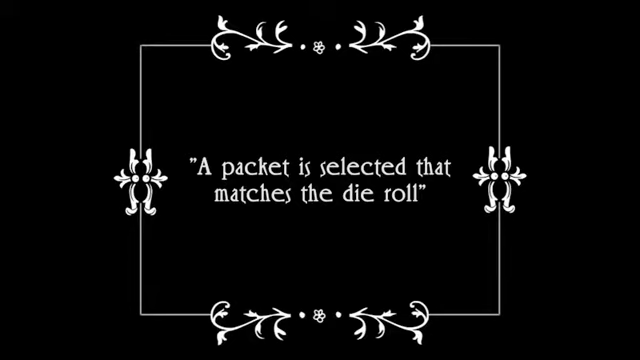 "A packet is selected that
matches the die roll"